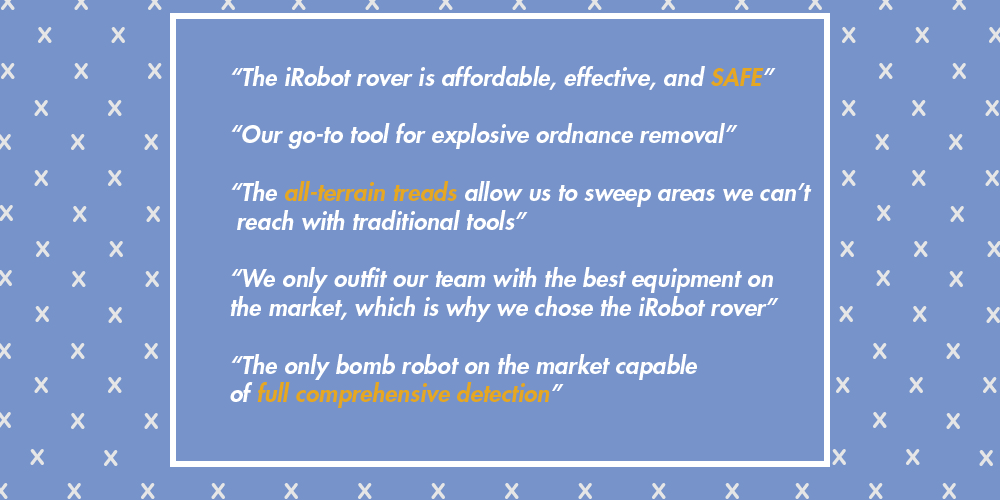 “The iRobot rover is affordable, effective, and SAFE”
“Our go-to tool for explosive ordnance removal”
“The all-terrain treads allow us to sweep areas we can’t
reach with traditional tools”
“We only outfit our team with the best equipment on
the market, which is why we chose the iRobot rover”
“The only bomb robot on the market capable
of full comprehensive detection”